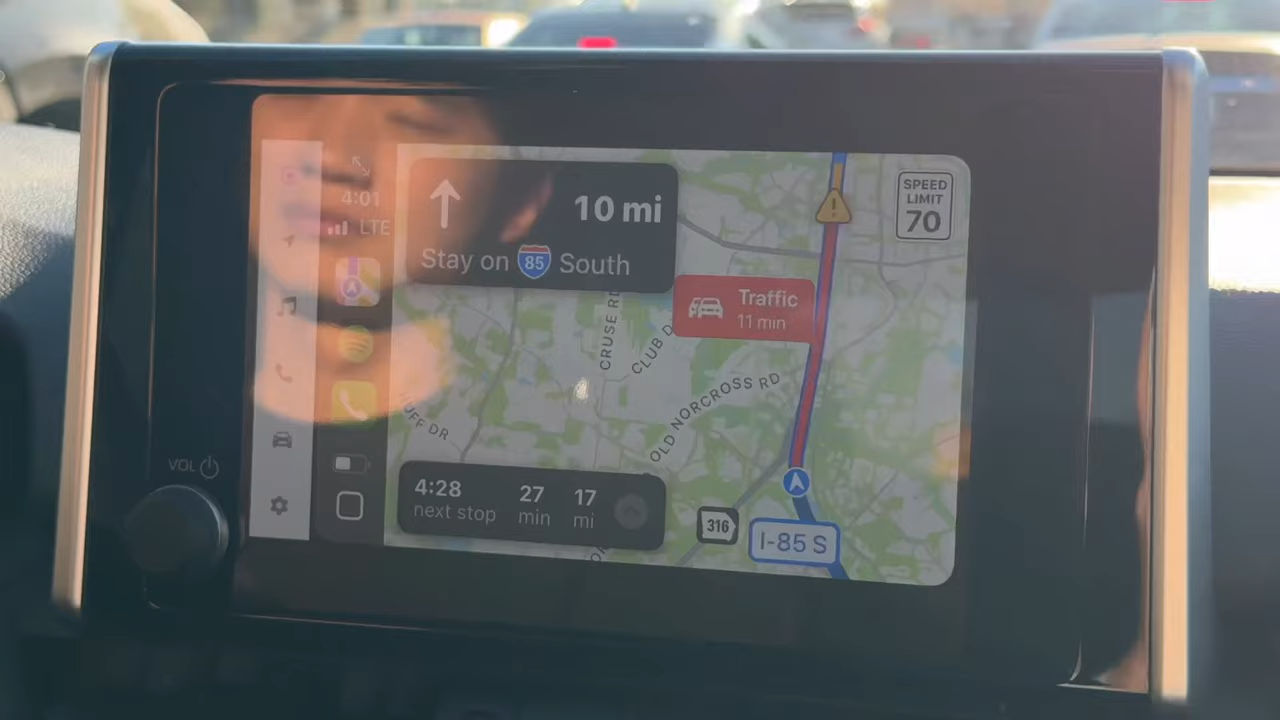 4:01
LTE
10 mi
Stay on 85 South
SPEED
LIMIT
70
Traffic
11 min
CRUSE RD
CLUB D
OLD NORCROSS RD
UFF DR
VOL
4:28 27 17
next stop min mi
316
I-85 S